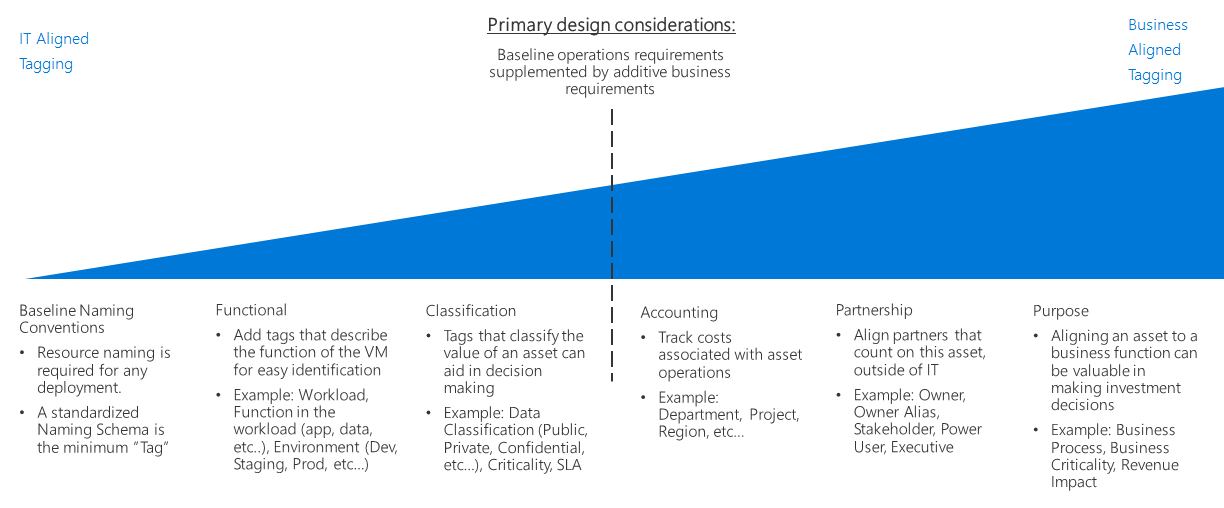 IT Aligned
Tagging
Primary design considerations:
Baseline operations requirements
supplemented by additive business
requirements
Business
Aligned
Tagging
Baseline Naming
Conventions
• Resource naming is
required for any
deployment.
• A standardized
Naming Schema is
the minimum “Tag”
Functional
• Add tags that describe
the function of the VM
for easy identification
• Example: Workload,
Function in the
workload (app, data,
etc..), Environment (Dev,
Staging, Prod, etc…)
Classification
• Tags that classify the
value of an asset can
aid in decision
making
• Example: Data
Classification (Public,
Private, Confidential,
etc…), Criticality, SLA
Accounting
• Track costs
associated with asset
operations
• Example:
Department, Project,
Region, etc…
Partnership
• Align partners that
count on this asset,
outside of IT
• Example: Owner,
Owner Alias,
Stakeholder, Power
User, Executive
Purpose
• Aligning an asset to a
business function can
be valuable in
making investment
decisions
• Example: Business
Process, Business
Criticality, Revenue
Impact